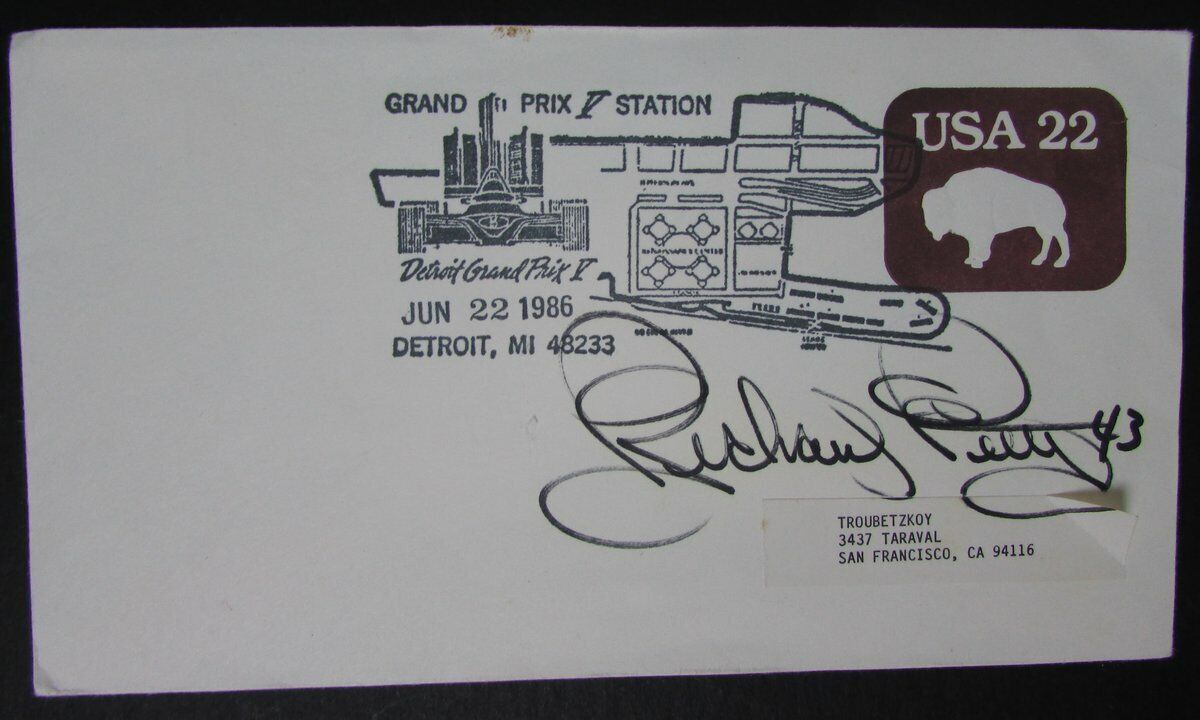 GRAND PRIX V STATION
USA 22
Detroit Grand Prix V
JUN 22 1986
DETROIT, MI 48233
Richard Petty 43
TROUBETZKOY
3437 TARAVAL
SAN FRANCISCO, CA 94116